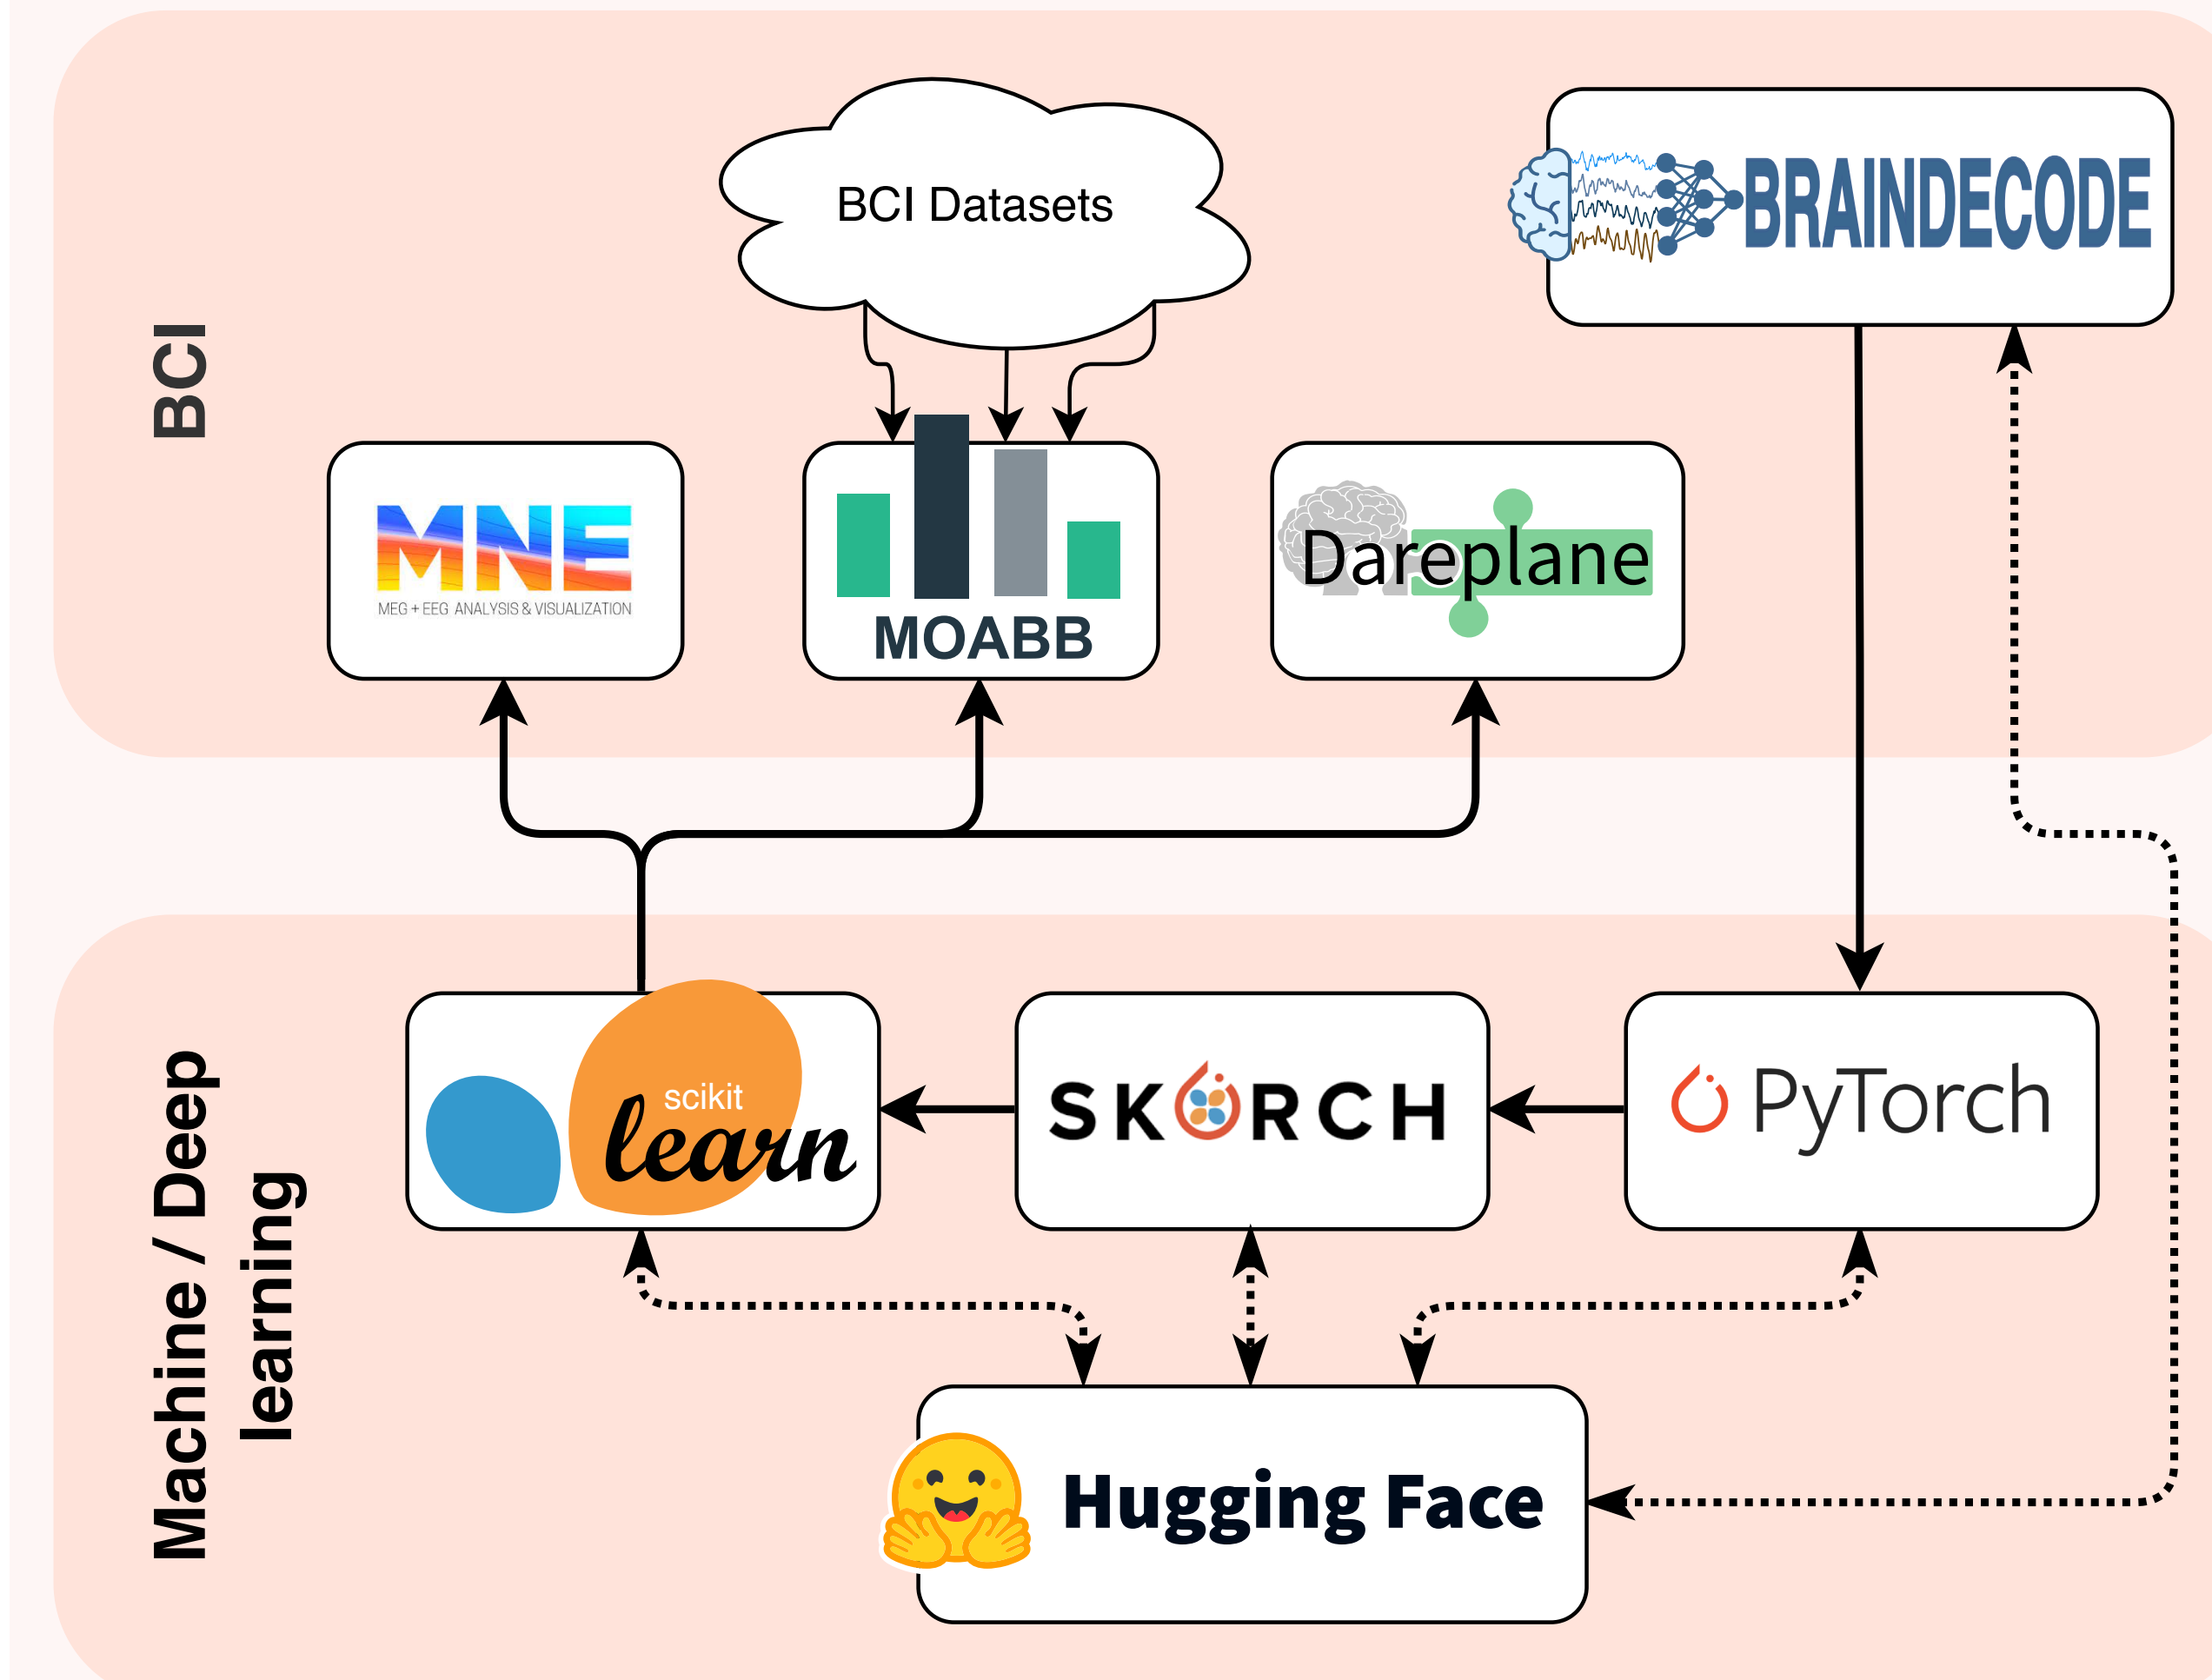 BCI
BCI Datasets
BRAINDECODE
MNE
MEG + EEG ANALYSIS & VISUALIZATION
MOABB
Dareplane
Machine / Deep
learning
scikit
learn
SKORCH
PyTorch
Hugging Face